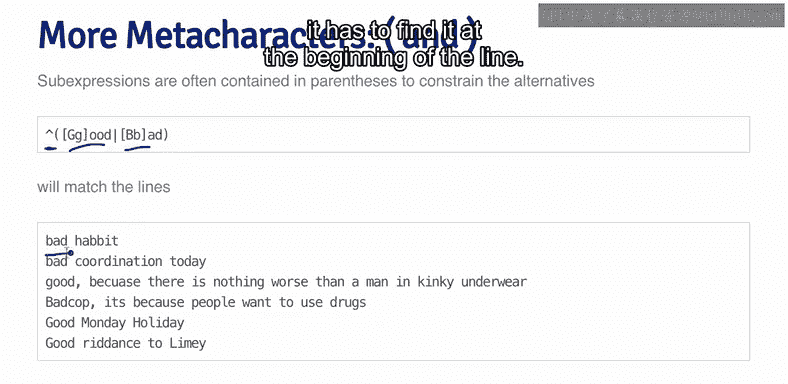 More Metacharacters: ( and )
it has to find it at
the beginning of the line.
Subexpressions are often contained in parentheses to constrain the alternatives
^([Gg]ood|[Bb]ad)
will match the lines
bad habbit
bad coordination today
good, becuase there is nothing worse than a man in kinky underwear
Badcop, its because people want to use drugs
Good Monday Holiday
Good riddance to Limey